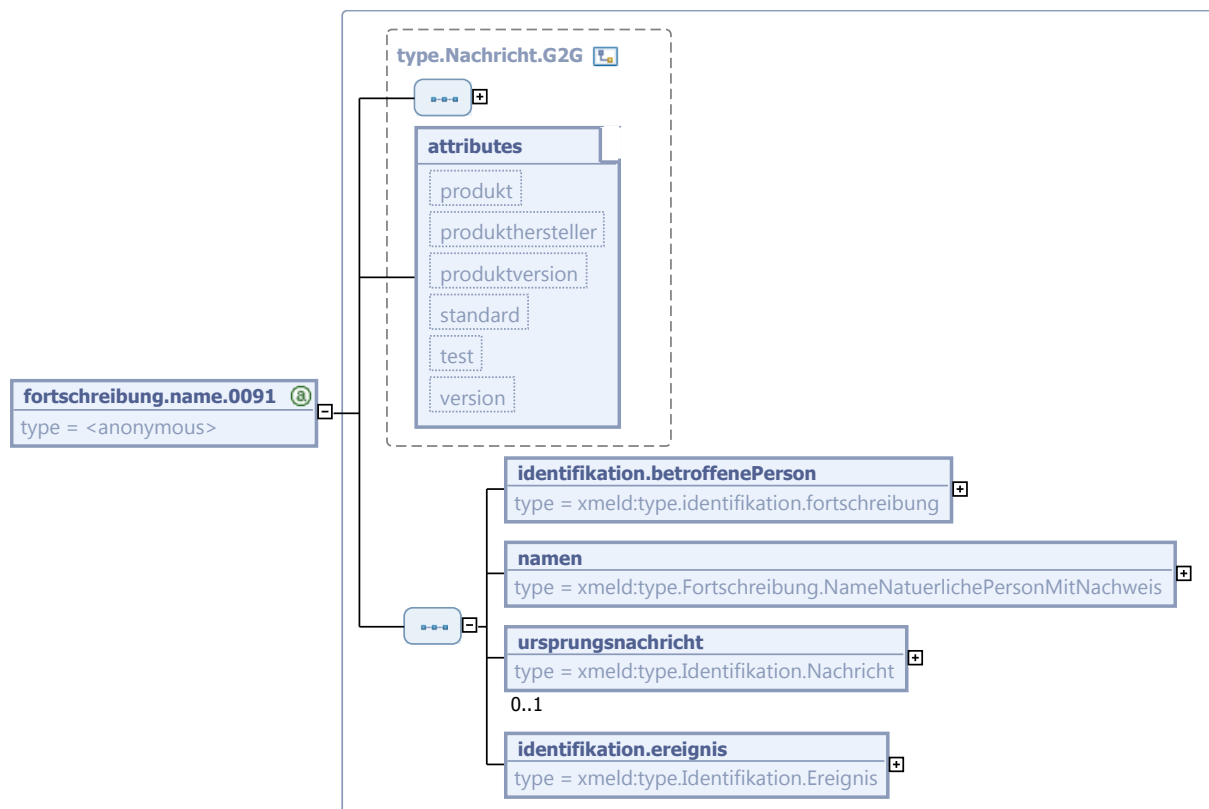 type.Nachricht.G2G
attributes
produkt
produkthersteller
produktversion
standard
test
version
fortschreibung.name.0091
type = <anonymous>
identifikation.betroffenePerson
type = xmeld:type.identifikation.fortschreibung
namen
type = xmeld:type.Fortschreibung.NameNatuerlichePersonMitNachweis
ursprungsnachricht
type = xmeld:type.Identifikation.Nachricht
0..1
identifikation.ereignis
type = xmeld:type.Identifikation.Ereignis